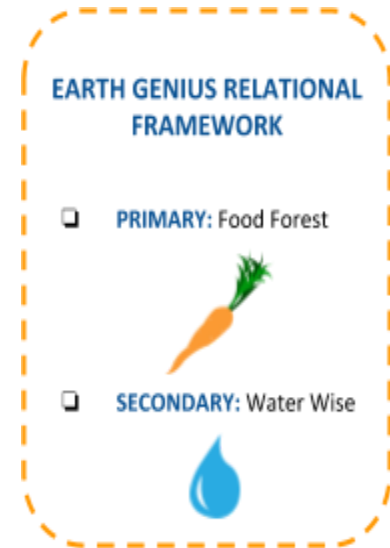 EARTH GENIUS RELATIONAL
FRAMEWORK
❏ PRIMARY: Food Forest
❏ SECONDARY: Water Wise